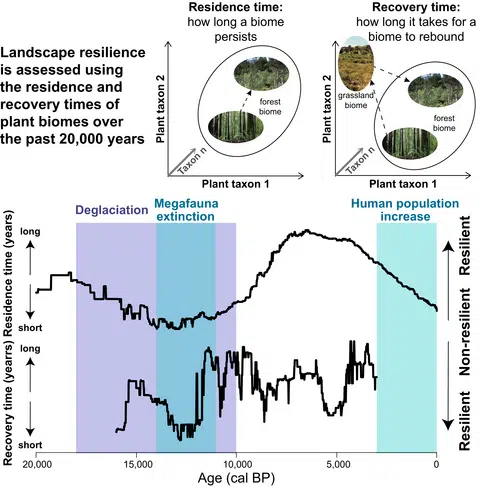 Landscape resilience
is assessed using
the residence and
recovery times of
plant biomes over
the past 20,000 years
Residence time:
how long a biome
persists
Plant taxon 2
forest
biome
Taxon n
Plant taxon 1
Recovery time:
how long it takes for a
biome to rebound
Plant taxon 2
grassland
biome
forest
biome
Taxon n
Plant taxon 1
Deglaciation
Megafauna
extinction
Human population
increase
Residence time (years)
long
short
Recovery time (yearrs)
long
short
Resilient
Non-resilient
Resilient
20,000
15,000
10,000
5,000
0
Age (cal BP)